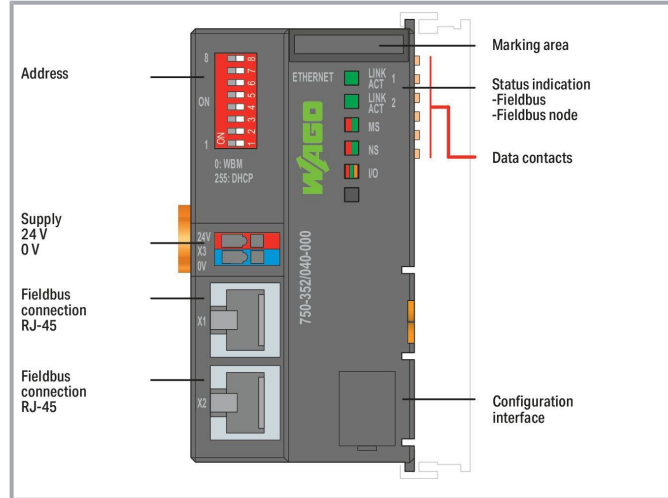 Address
Supply
24 V
0 V
Fieldbus
connection
RJ-45
Fieldbus
connection
RJ-45
8
ON
1
8
7
6
5
4
3
2
1
ON
0: WBM
255: DHCP
24V
X3
0V
X1
X2
ETHERNET
LINK
ACT 1
LINK
ACT 2
MS
NS
I/O
WAGO
750-352/040-000
Marking area
Status indication
-Fieldbus
-Fieldbus node
Data contacts
Configuration
interface